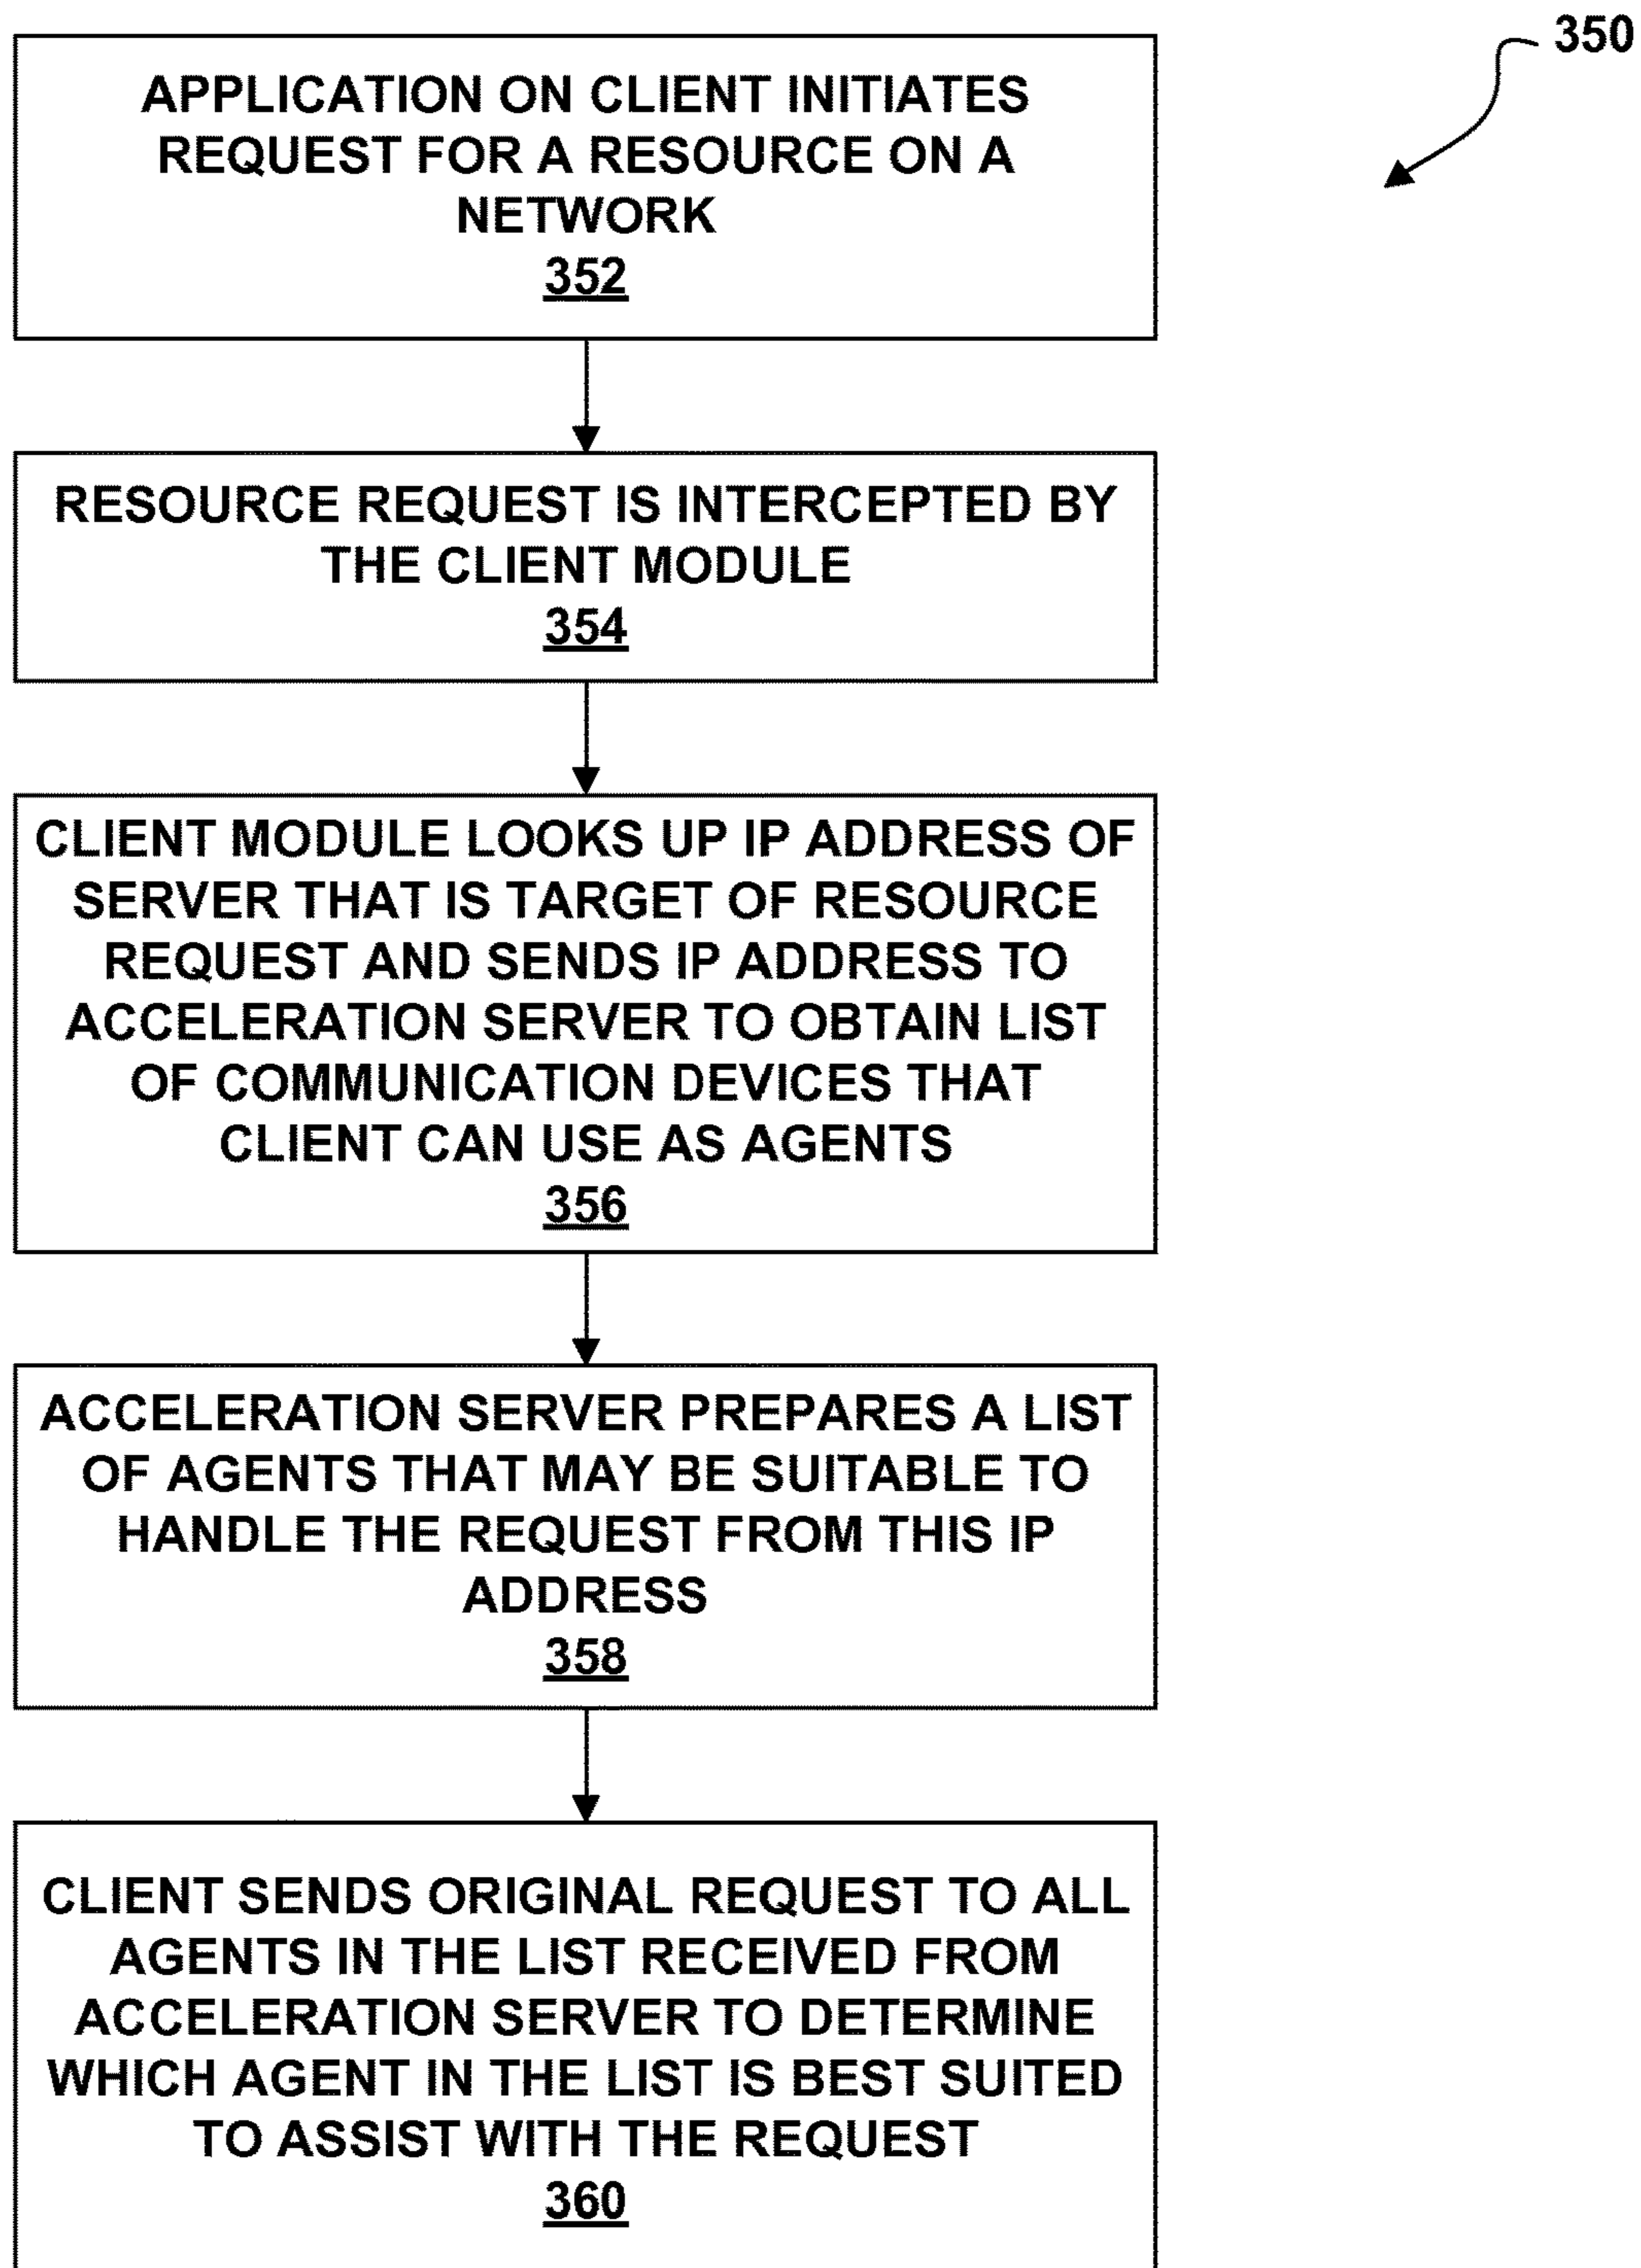 350
APPLICATION ON CLIENT INITIATES
REQUEST FOR A RESOURCE ON A
NETWORK
352
RESOURCE REQUEST IS INTERCEPTED BY
THE CLIENT MODULE
354
CLIENT MODULE LOOKS UP IP ADDRESS OF
SERVER THAT IS TARGET OF RESOURCE
REQUEST AND SENDS IP ADDRESS TO
ACCELERATION SERVER TO OBTAIN LIST
OF COMMUNICATION DEVICES THAT
CLIENT CAN USE AS AGENTS
356
ACCELERATION SERVER PREPARES A LIST
OF AGENTS THAT MAY BE SUITABLE TO
HANDLE THE REQUEST FROM THIS IP
ADDRESS
358
CLIENT SENDS ORIGINAL REQUEST TO ALL
AGENTS IN THE LIST RECEIVED FROM
ACCELERATION SERVER TO DETERMINE
WHICH AGENT IN THE LIST IS BEST SUITED
TO ASSIST WITH THE REQUEST
360